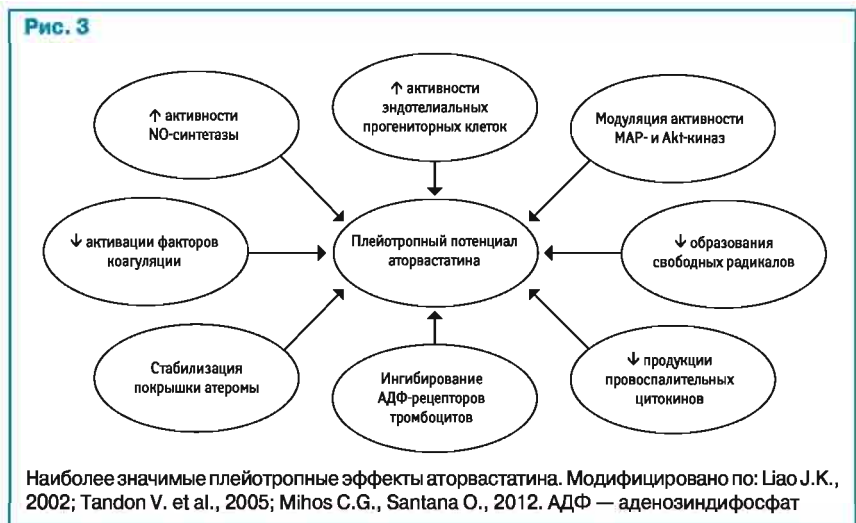 Рис. 3
↑ активности
NO-синтетазы
↑ активности
эндотелиальных
прогениторных клеток
Модуляция активности
MAP- и Akt-киназ
↓ активации факторов
коагуляции
Плейотропный потенциал
аторвастатина
↓ образования
свободных радикалов
Стабилизация
покрышки атеромы
Ингибирование
АДФ-рецепторов
тромбоцитов
↓ продукции
провоспалительных
цитокинов
Наиболее значимые плейотропные эффекты аторвастатина. Модифицировано по: Liao J.K.,
2002; Tandon V. et al., 2005; Mihos C.G., Santana O., 2012. АДФ — аденозиндифосфат